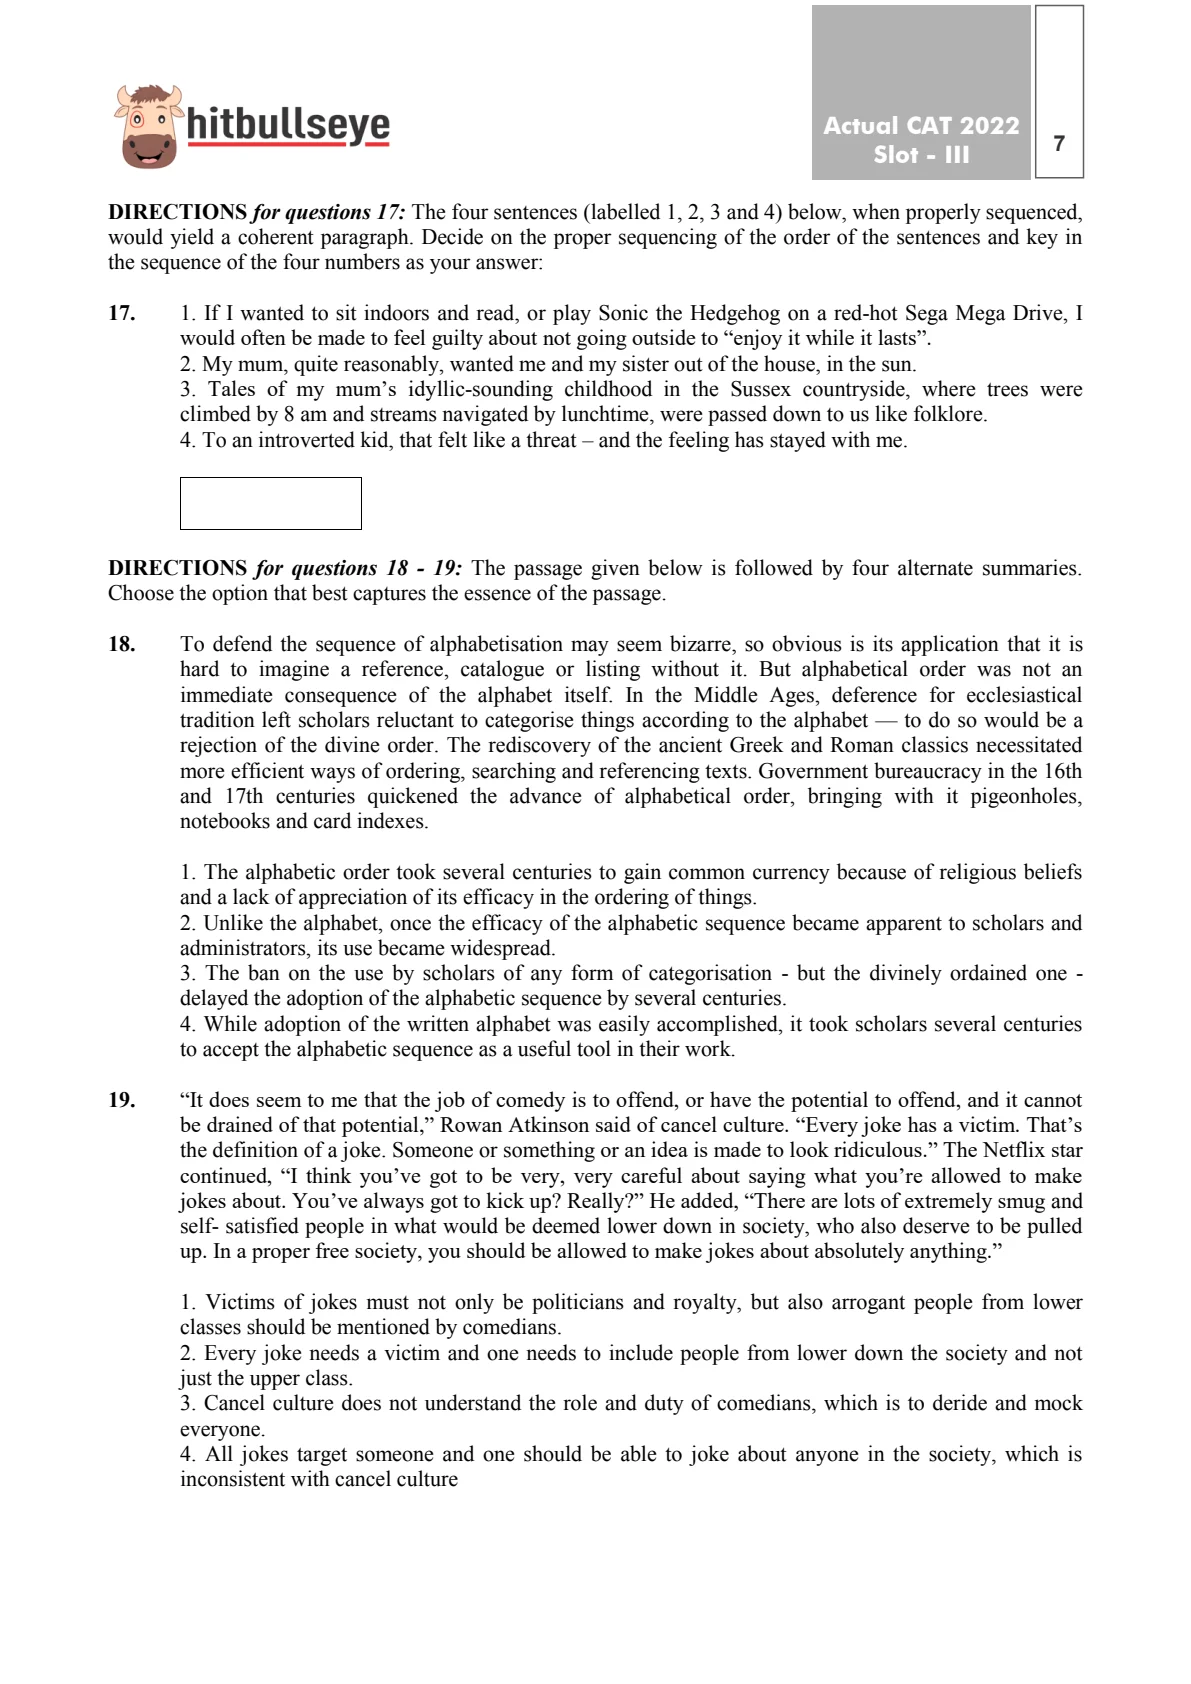 hitbullseye
Actual CAT 2022
Slot - III
7
DIRECTIONS for questions 17: The four sentences (labelled 1, 2, 3 and 4) below, when properly sequenced,
would yield a coherent paragraph. Decide on the proper sequencing of the order of the sentences and key in
the sequence of the four numbers as your answer:
17. 1. If I wanted to sit indoors and read, or play Sonic the Hedgehog on a red-hot Sega Mega Drive, I
would often be made to feel guilty about not going outside to “enjoy it while it lasts”.
2. My mum, quite reasonably, wanted me and my sister out of the house, in the sun.
3. Tales of my mum’s idyllic-sounding childhood in the Sussex countryside, where trees were
climbed by 8 am and streams navigated by lunchtime, were passed down to us like folklore.
4. To an introverted kid, that felt like a threat – and the feeling has stayed with me.
DIRECTIONS for questions 18 - 19: The passage given below is followed by four alternate summaries.
Choose the option that best captures the essence of the passage.
18. To defend the sequence of alphabetisation may seem bizarre, so obvious is its application that it is
hard to imagine a reference, catalogue or listing without it. But alphabetical order was not an
immediate consequence of the alphabet itself. In the Middle Ages, deference for ecclesiastical
tradition left scholars reluctant to categorise things according to the alphabet — to do so would be a
rejection of the divine order. The rediscovery of the ancient Greek and Roman classics necessitated
more efficient ways of ordering, searching and referencing texts. Government bureaucracy in the 16th
and 17th centuries quickened the advance of alphabetical order, bringing with it pigeonholes,
notebooks and card indexes.
1. The alphabetic order took several centuries to gain common currency because of religious beliefs
and a lack of appreciation of its efficacy in the ordering of things.
2. Unlike the alphabet, once the efficacy of the alphabetic sequence became apparent to scholars and
administrators, its use became widespread.
3. The ban on the use by scholars of any form of categorisation - but the divinely ordained one -
delayed the adoption of the alphabetic sequence by several centuries.
4. While adoption of the written alphabet was easily accomplished, it took scholars several centuries
to accept the alphabetic sequence as a useful tool in their work.
19. “It does seem to me that the job of comedy is to offend, or have the potential to offend, and it cannot
be drained of that potential,” Rowan Atkinson said of cancel culture. “Every joke has a victim. That’s
the definition of a joke. Someone or something or an idea is made to look ridiculous.” The Netflix star
continued, “I think you’ve got to be very, very careful about saying what you’re allowed to make
jokes about. You’ve always got to kick up? Really?” He added, “There are lots of extremely smug and
self- satisfied people in what would be deemed lower down in society, who also deserve to be pulled
up. In a proper free society, you should be allowed to make jokes about absolutely anything.”
1. Victims of jokes must not only be politicians and royalty, but also arrogant people from lower
classes should be mentioned by comedians.
2. Every joke needs a victim and one needs to include people from lower down the society and not
just the upper class.
3. Cancel culture does not understand the role and duty of comedians, which is to deride and mock
everyone.
4. All jokes target someone and one should be able to joke about anyone in the society, which is
inconsistent with cancel culture